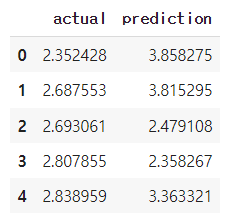 actual prediction
0 2.352428 3.858275
1 2.687553 3.815295
2 2.693061 2.479108
3 2.807855 2.358267
4 2.838959 3.363321